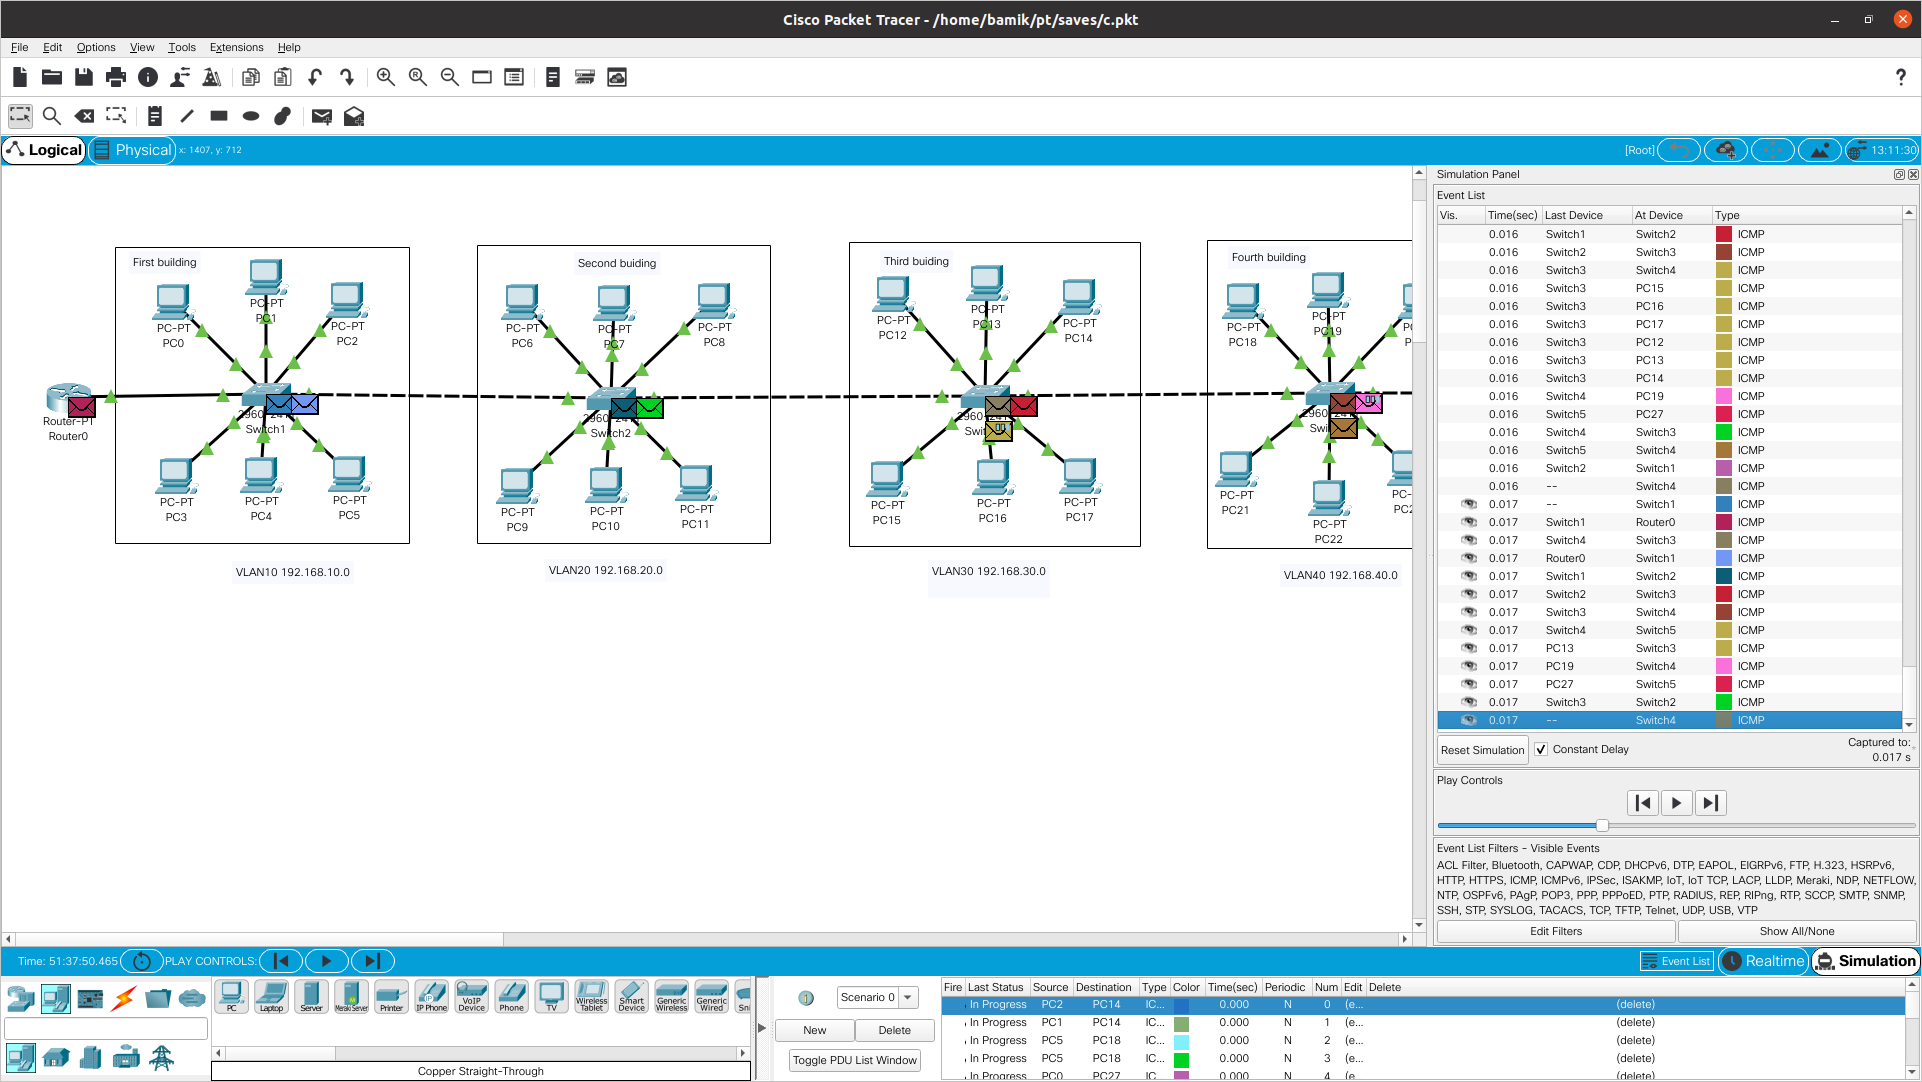 Cisco Packet Tracer - /home/bamik/pt/saves/c.pkt
File Edit Options View Tools Extensions Help
?
Logical Physical x: 1407, y: 712 [Root] 13:11:30
First building
PC-PT
PC0
PC-PT
PC1
PC-PT
PC2
Router-PT
Router0
Switch1
PC-PT
PC3
PC-PT
PC4
PC-PT
PC5
VLAN10 192.168.10.0
Second buiding
PC-PT
PC6
PC-PT
PC7
PC-PT
PC8
Switch2
PC-PT
PC9
PC-PT
PC10
PC-PT
PC11
VLAN20 192.168.20.0
Third buiding
PC-PT
PC12
PC-PT
PC13
PC-PT
PC14
PC-PT
PC15
PC-PT
PC16
PC-PT
PC17
VLAN30 192.168.30.0
Fourth building
PC-PT
PC18
PC-PT
PC19
PC-PT
PC21
PC-PT
PC22
VLAN40 192.168.40.0
Simulation Panel
Event List
Vis. Time(sec) Last Device At Device Type
0.016 Switch1 Switch2 ICMP
0.016 Switch2 Switch3 ICMP
0.016 Switch3 Switch4 ICMP
0.016 Switch3 PC15 ICMP
0.016 Switch3 PC16 ICMP
0.016 Switch3 PC17 ICMP
0.016 Switch3 PC12 ICMP
0.016 Switch3 PC13 ICMP
0.016 Switch3 PC14 ICMP
0.016 Switch4 PC19 ICMP
0.016 Switch5 PC27 ICMP
0.016 Switch4 Switch3 ICMP
0.016 Switch5 Switch4 ICMP
0.016 Switch2 Switch1 ICMP
0.016 -- Switch4 ICMP
0.017 -- Switch1 ICMP
0.017 Switch1 Router0 ICMP
0.017 Switch4 Switch3 ICMP
0.017 Router0 Switch1 ICMP
0.017 Switch1 Switch2 ICMP
0.017 Switch2 Switch3 ICMP
0.017 Switch3 Switch4 ICMP
0.017 Switch4 Switch5 ICMP
0.017 PC13 Switch3 ICMP
0.017 PC19 Switch4 ICMP
0.017 PC27 Switch5 ICMP
0.017 Switch3 Switch2 ICMP
0.017 -- Switch4 ICMP
Reset Simulation Constant Delay Captured to:
0.017 s
Play Controls
Event List Filters - Visible Events
ACL Filter, Bluetooth, CAPWAP, CDP, DHCPv6, DTP, EAPOL, EIGRPv6, FTP, H.323, HSRPv6,
HTTP, HTTPS, ICMP, ICMPv6, IPSec, ISAKMP, IoT, IoT TCP, LACP, LLDP, Meraki, NDP, NETFLOW,
NTP, OSPFv6, PAgP, POP3, PPP, PPPoED, PTP, RADIUS, REP, RIPng, RTP, SCCP, SMTP, SNMP,
SSH, STP, SYSLOG, TACACS, TCP, TFTP, Telnet, UDP, USB, VTP
Edit Filters Show All/None
Time: 51:37:50.465 PLAY CONTROLS: Event List Realtime Simulation
PC Laptop Server Meraki Server Printer IP Phone VoIP Device Phone TV Wireless Tablet Smart Device Generic Wireless Generic Wired
Copper Straight-Through
Scenario 0
New Delete
Toggle PDU List Window
Fire Last Status Source Destination Type Color Time(sec) Periodic Num Edit Delete
In Progress PC2 PC14 IC... 0.000 N 0 (e... (delete)
In Progress PC1 PC14 IC... 0.000 N 1 (e... (delete)
In Progress PC5 PC18 IC... 0.000 N 2 (e... (delete)
In Progress PC5 PC18 IC... 0.000 N 3 (e... (delete)
In Progress PC0 PC27 IC... 0.000 N 4 (e... (delete)